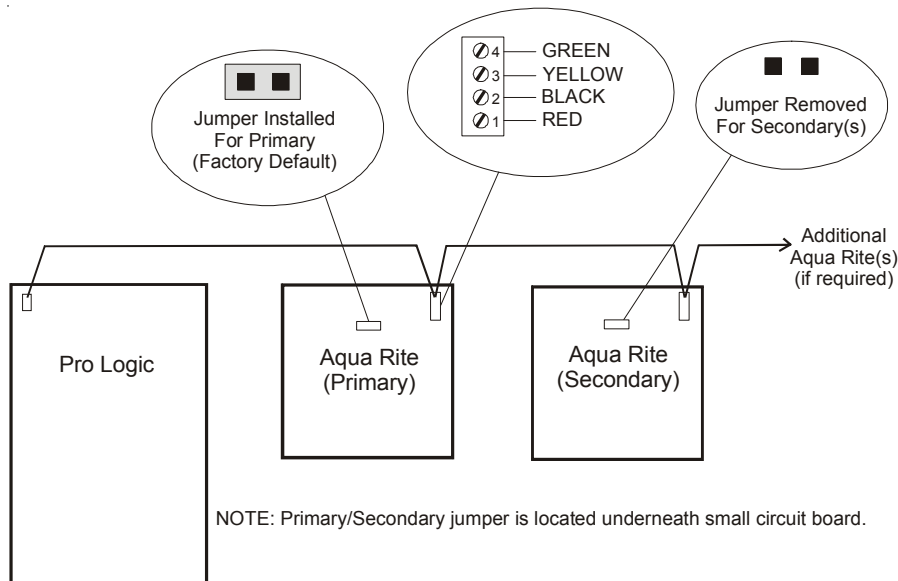 Jumper Installed
For Primary
(Factory Default)
4 GREEN
3 YELLOW
2 BLACK
1 RED
Jumper Removed
For Secondary(s)
Additional
Aqua Rite(s)
(if required)
Pro Logic
Aqua Rite
(Primary)
Aqua Rite
(Secondary)
NOTE: Primary/Secondary jumper is located underneath small circuit board.